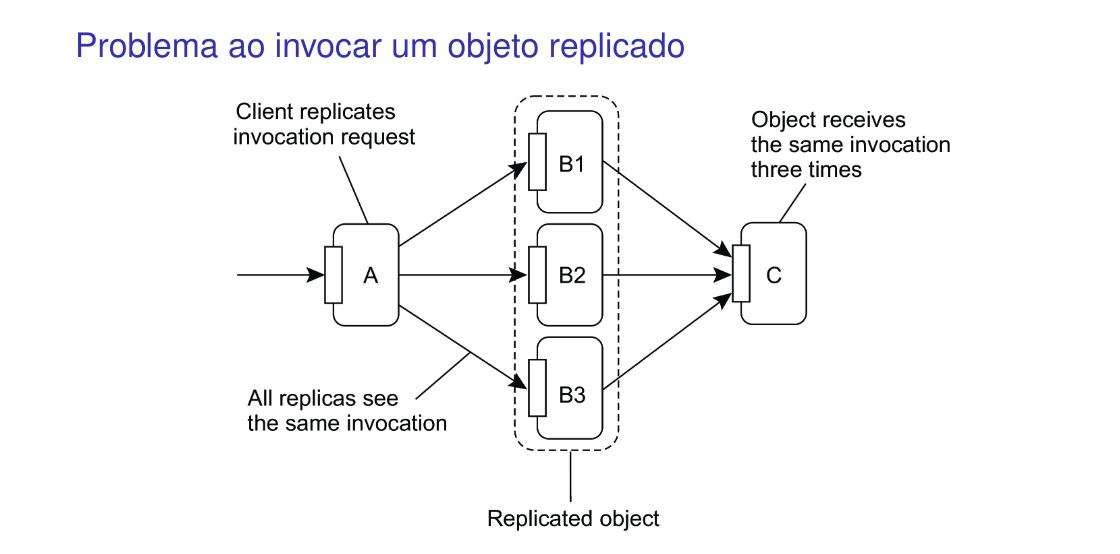 Problema ao invocar um objeto replicado
Client replicates
invocation request
Object receives
the same invocation
three times
B1
A
B2
C
B3
All replicas see
the same invocation
Replicated object